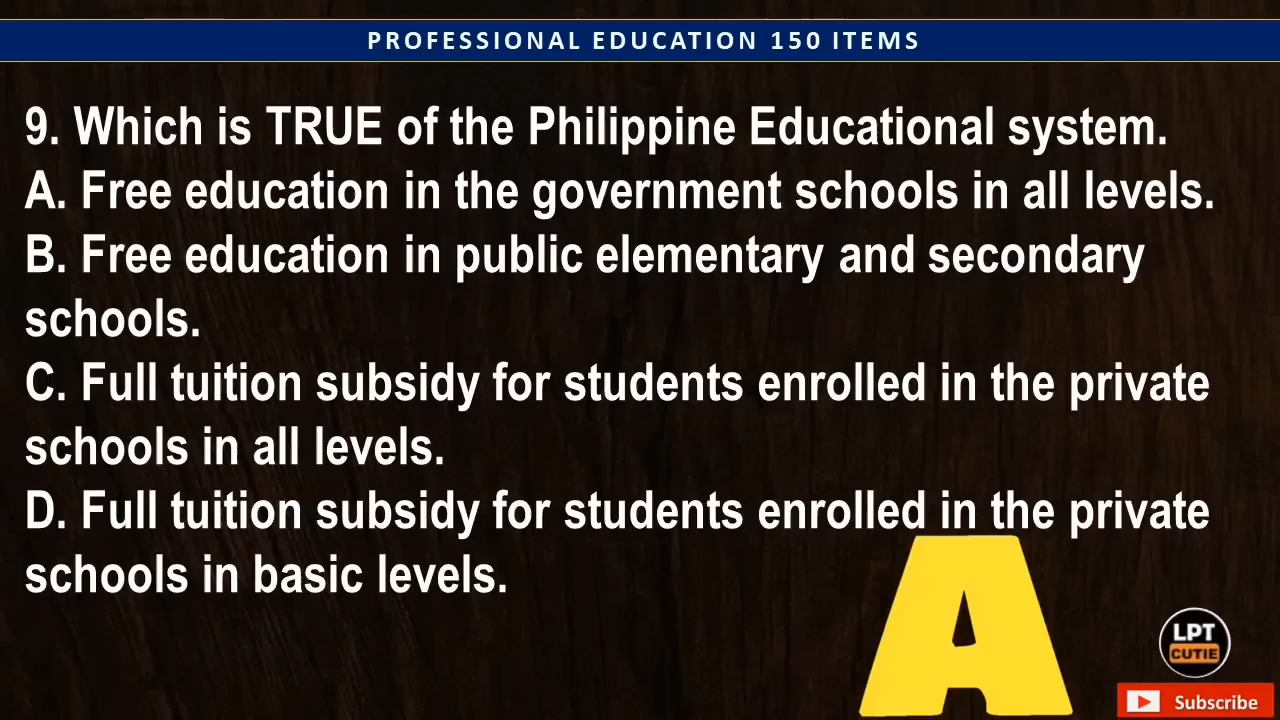 PROFESSIONAL EDUCATION 150 ITEMS
9. Which is TRUE of the Philippine Educational system.
A. Free education in the government schools in all levels.
B. Free education in public elementary and secondary
schools.
C. Full tuition subsidy for students enrolled in the private
schools in all levels.
D. Full tuition subsidy for students enrolled in the private
schools in basic levels.
A
LPT
CUTIE
Subscribe